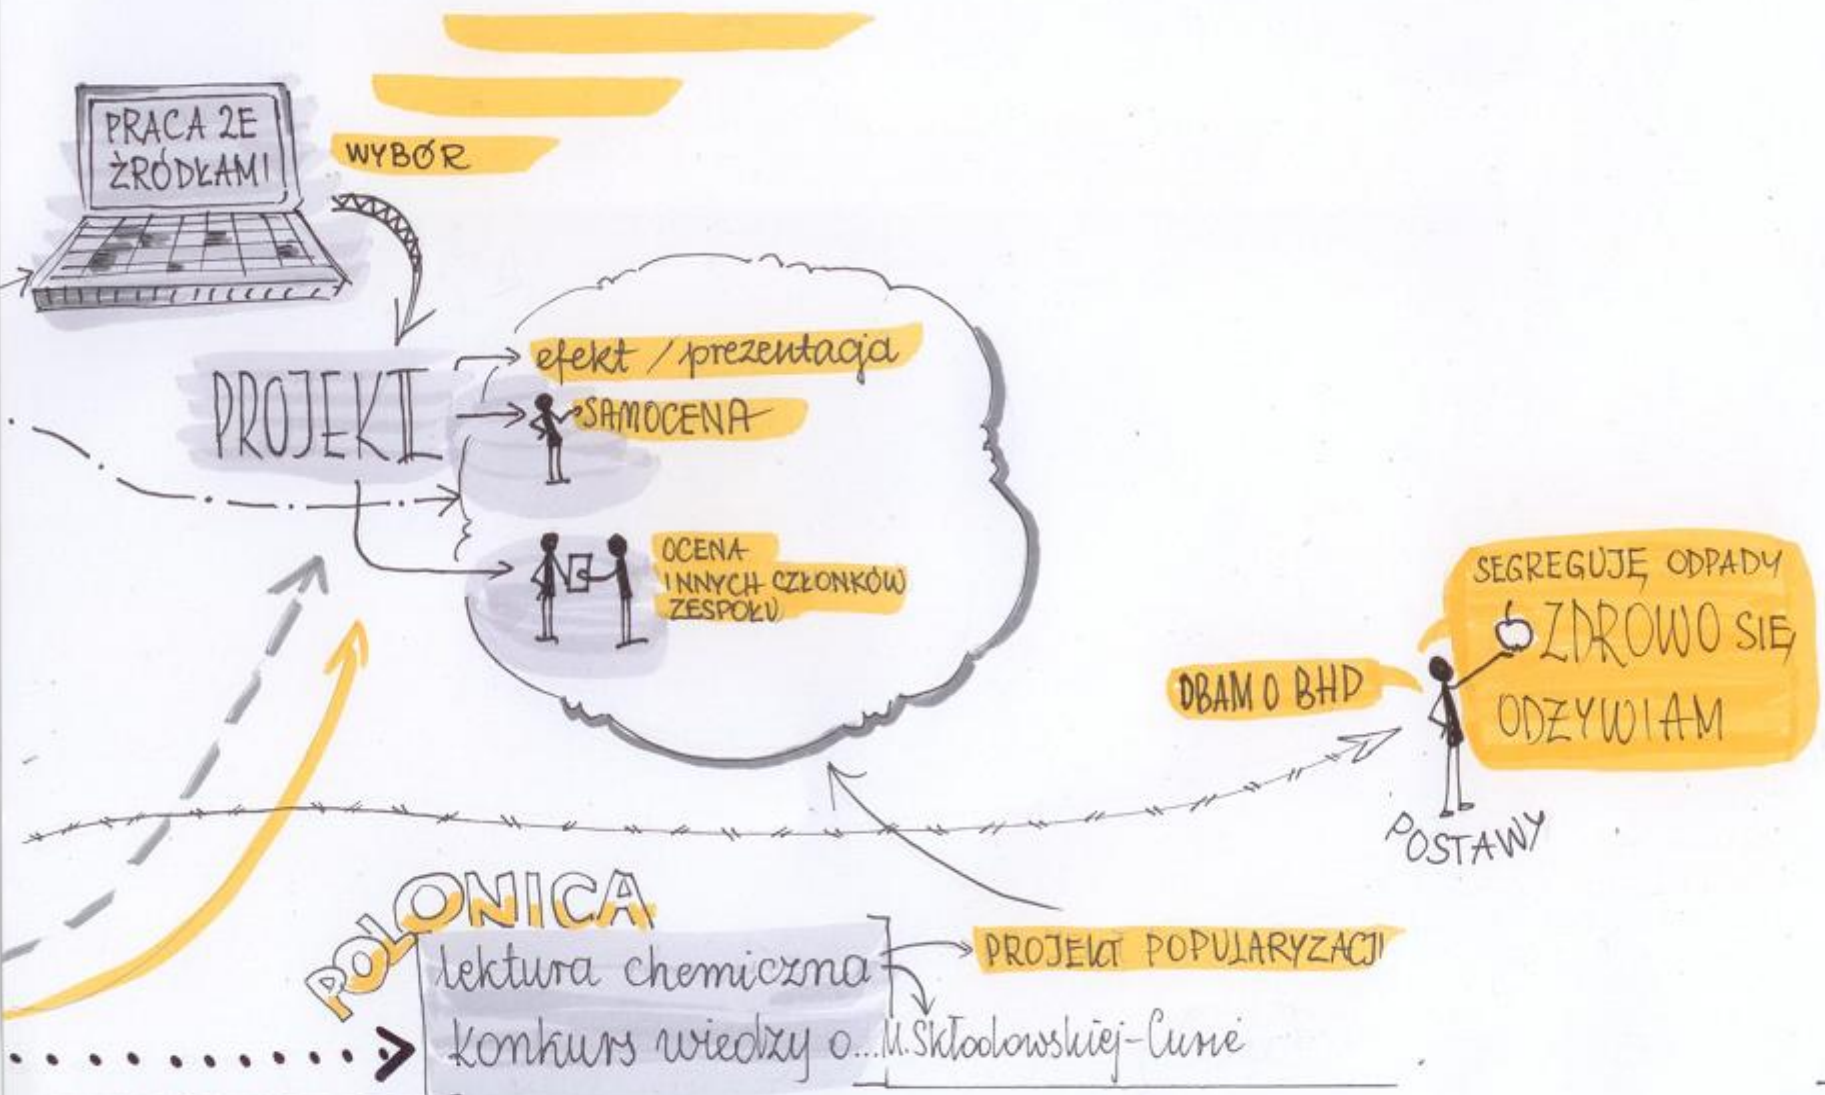 PRACA ZE
ŹRÓDŁAMI
WYBÓR
PROJEKT
efekt / prezentacja
SAMOCENA
OCENA
INNYCH CZŁONKÓW
ZESPOŁU
SEGREGUJĘ ODPADY
ZDROWO SIĘ
ODZYWIAM
DBAM O BHP
POSTAWY
POLONICA
lektura chemiczna
PROJEKT POPULARYZACJI
konkurs wiedzy o... M. Skłodowskiej-Curie